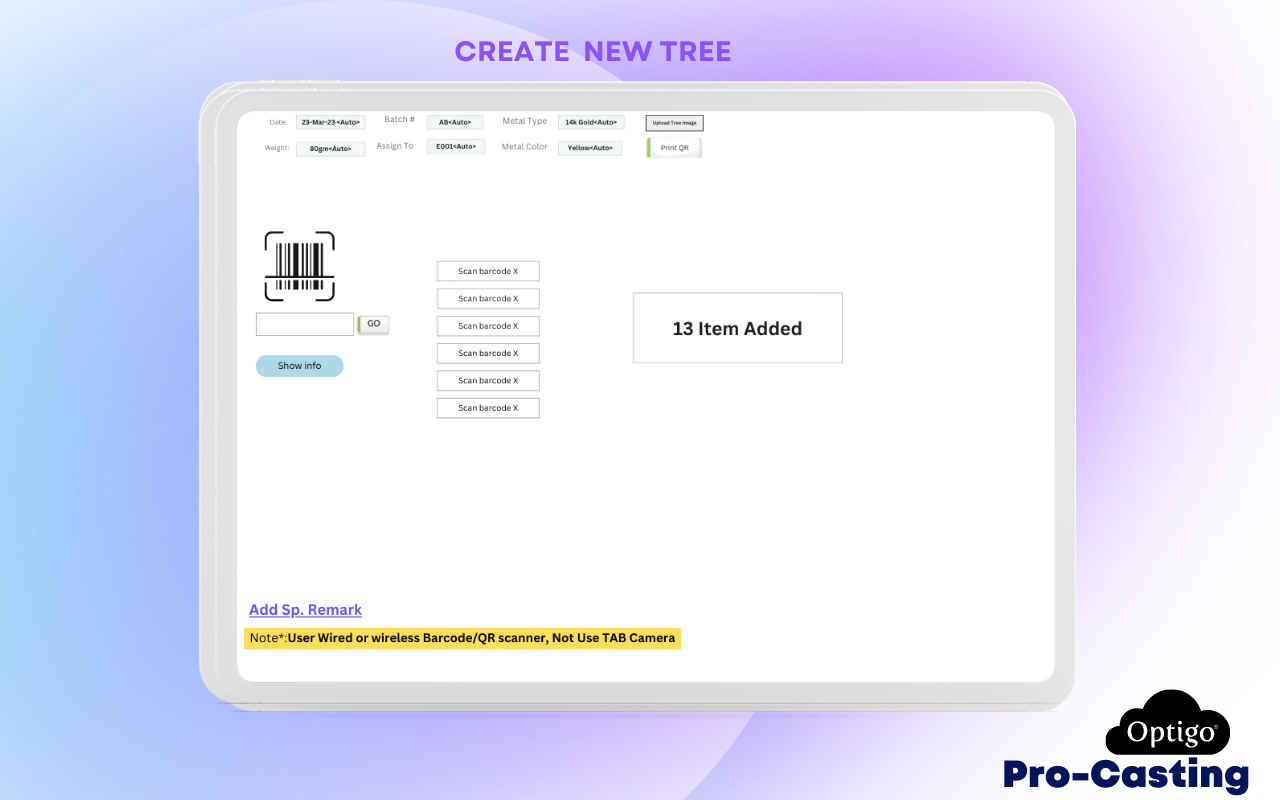 CREATE NEW TREE
Date: 23-Mar-23 <Auto> Batch # AB<Auto> Metal Type 14k Gold<Auto> Upload Tree Image
Weight: 80gm<Auto> Assign To E001<Auto> Metal Color Yellow<Auto> Print QR
Scan barcode X
Scan barcode X
Scan barcode X
Scan barcode X
Scan barcode X
Scan barcode X
GO
Show info
13 Item Added
Add Sp. Remark
Note*:User Wired or wireless Barcode/QR scanner, Not Use TAB Camera
Optigo®
Pro-Casting